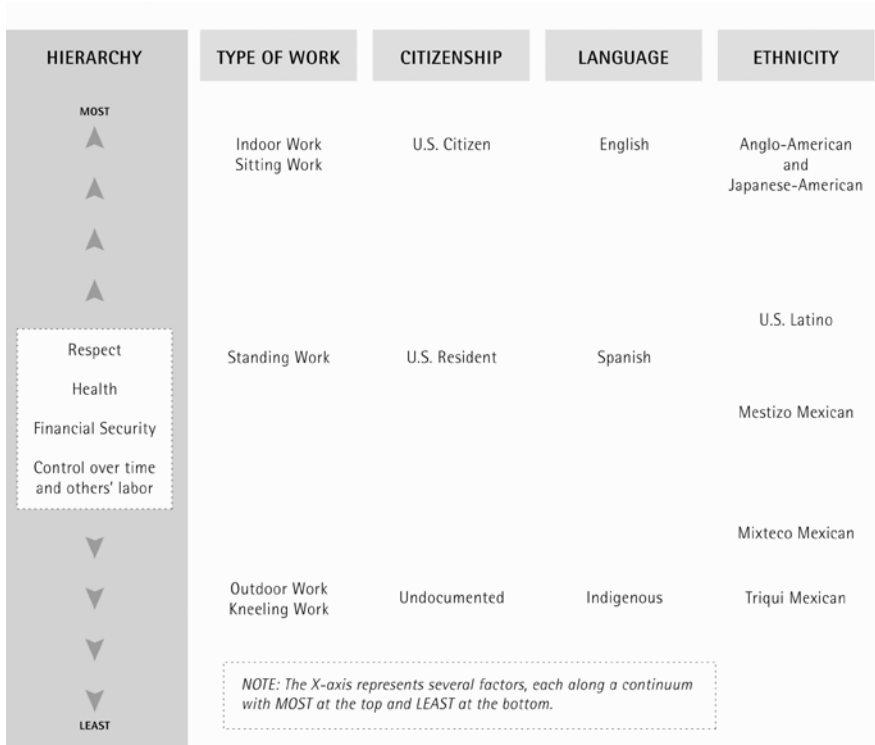 HIERARCHY
TYPE OF WORK
CITIZENSHIP
LANGUAGE
ETHNICITY
MOST
Indoor Work
Sitting Work
U.S. Citizen
English
Anglo-American
and
Japanese-American
U.S. Latino
Respect
Health
Financial Security
Control over time
and others' labor
Standing Work
U.S. Resident
Spanish
Mestizo Mexican
Mixteco Mexican
Outdoor Work
Kneeling Work
Undocumented
Indigenous
Triqui Mexican
LEAST
NOTE: The X-axis represents several factors, each along a continuum
with MOST at the top and LEAST at the bottom.